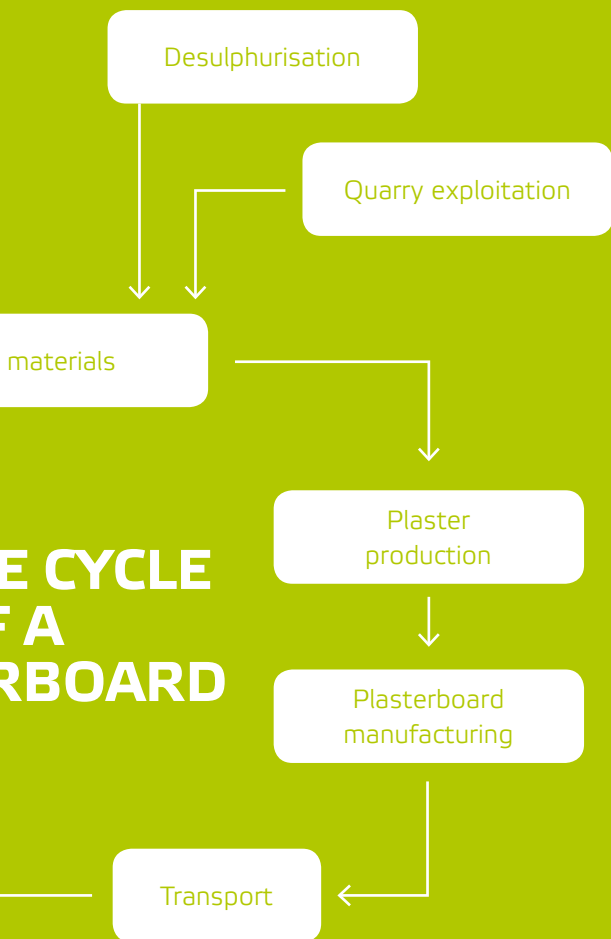 Desulphurisation
Quarry exploitation
materials
Plaster
production
E CYCLE
F A
RBOARD
Plasterboard
manufacturing
Transport